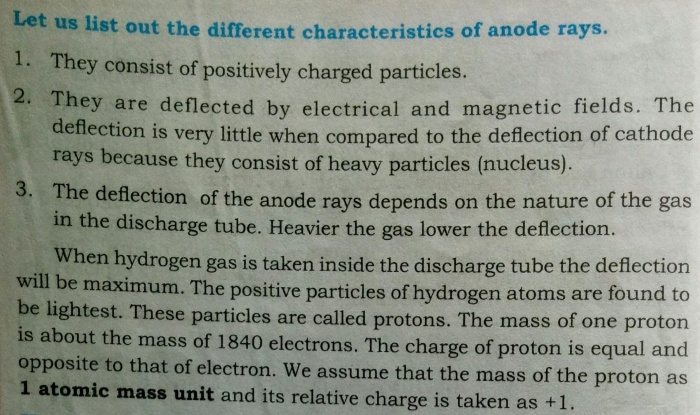 Let us list out the different characteristics of anode rays.
1. They consist of positively charged particles.
2. They are deflected by electrical and magnetic fields. The
deflection is very little when compared to the deflection of cathode
rays because they consist of heavy particles (nucleus).
3. The deflection of the anode rays depends on the nature of the gas
in the discharge tube. Heavier the gas lower the deflection.
When hydrogen gas is taken inside the discharge tube the deflection
will be maximum. The positive particles of hydrogen atoms are found to
be lightest. These particles are called protons. The mass of one proton
is about the mass of 1840 electrons. The charge of proton is equal and
opposite to that of electron. We assume that the mass of the proton as
1 atomic mass unit and its relative charge is taken as +1.